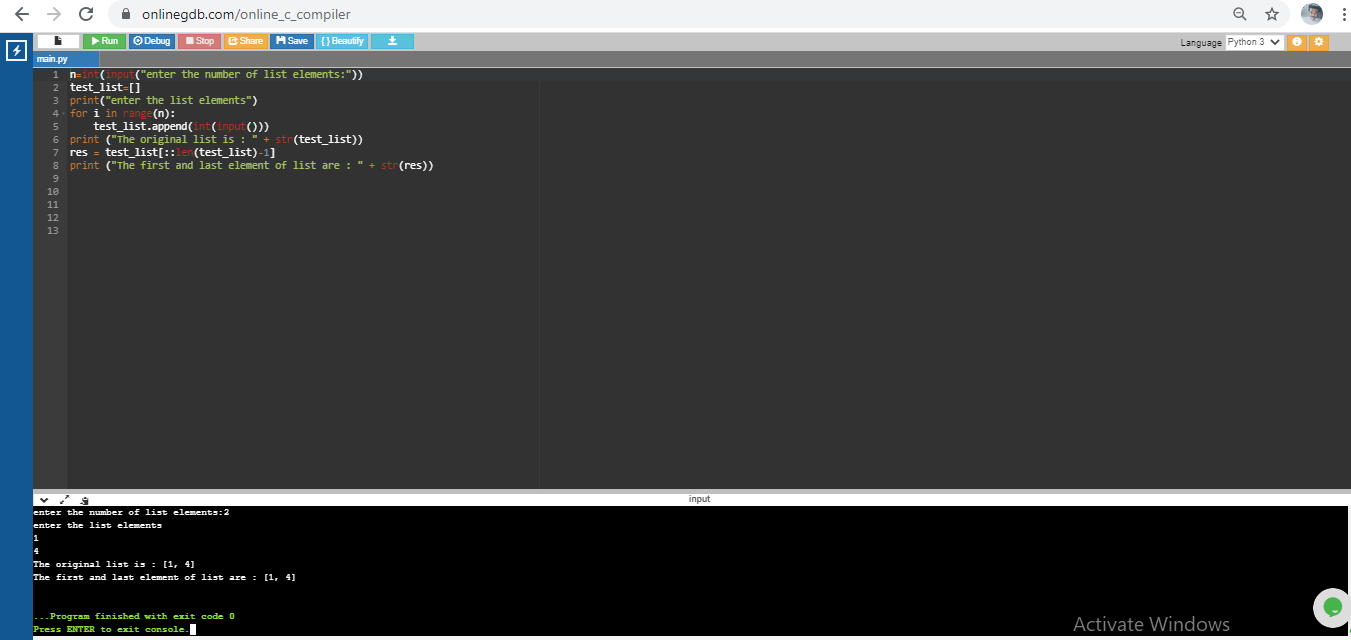 onlinegdb.com/online_c_compiler
Run Debug Stop Share Save {} Beautify
Language Python 3
main.py
1 n=int(input("enter the number of list elements:"))
2 test_list=[]
3 print("enter the list elements")
4 for i in range(n):
5     test_list.append(int(input()))
6 print ("The original list is : " + str(test_list))
7 res = test_list[::len(test_list)-1]
8 print ("The first and last element of list are : " + str(res))
9
10
11
12
13
input
enter the number of list elements:2
enter the list elements
1
4
The original list is : [1, 4]
The first and last element of list are : [1, 4]
...Program finished with exit code 0
Press ENTER to exit console.
Activate Windows